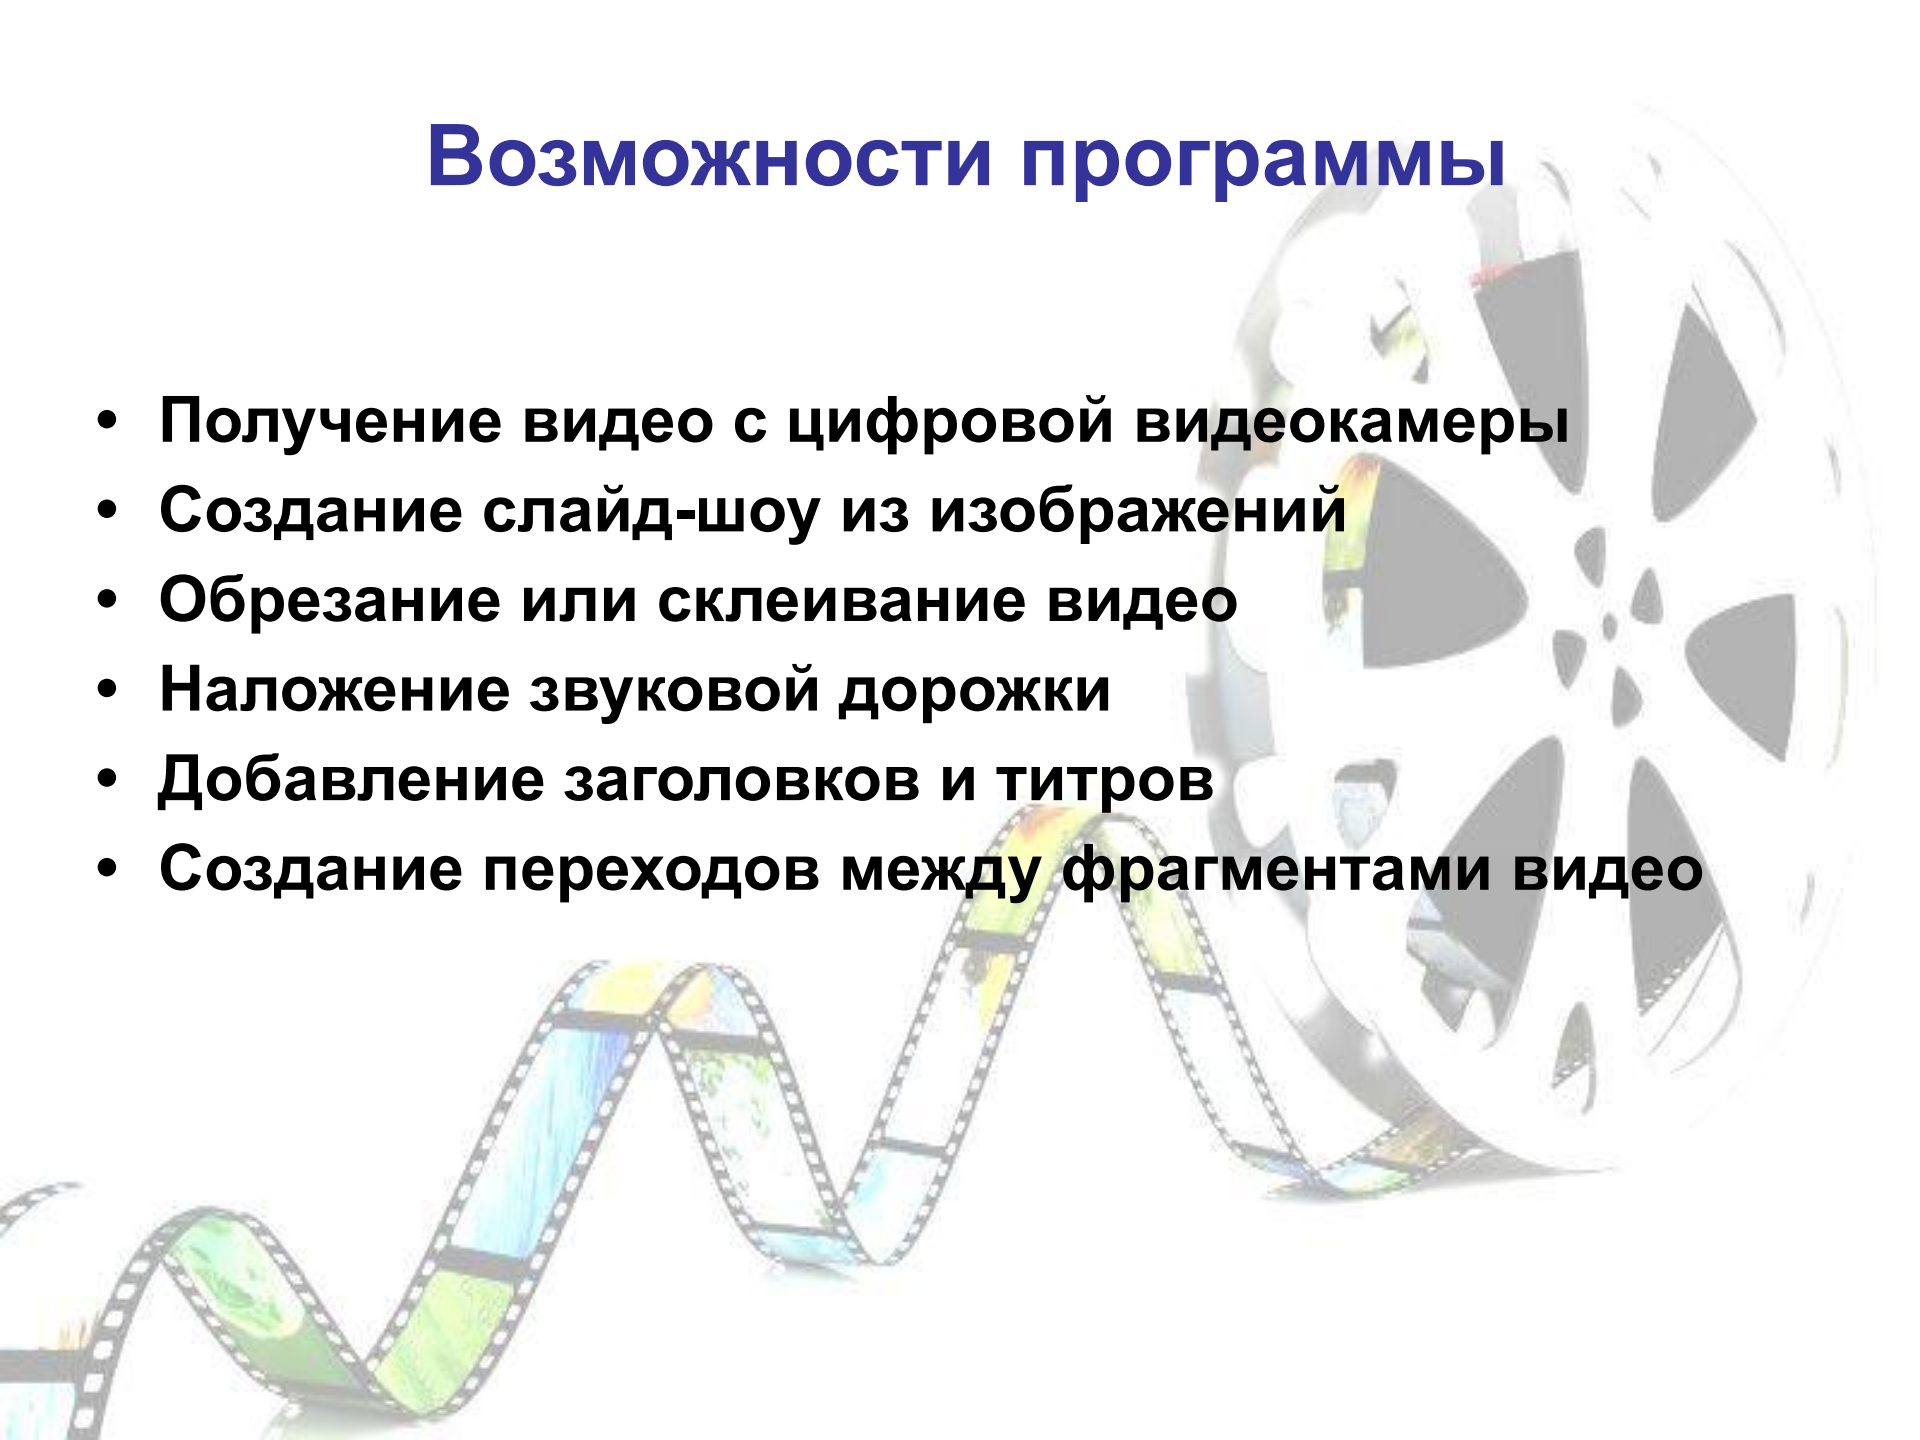 Возможности программы
• Получение видео с цифровой видеокамеры
• Создание слайд-шоу из изображений
• Обрезание или склеивание видео
• Наложение звуковой дорожки
• Добавление заголовков и титров
• Создание переходов между фрагментами видео